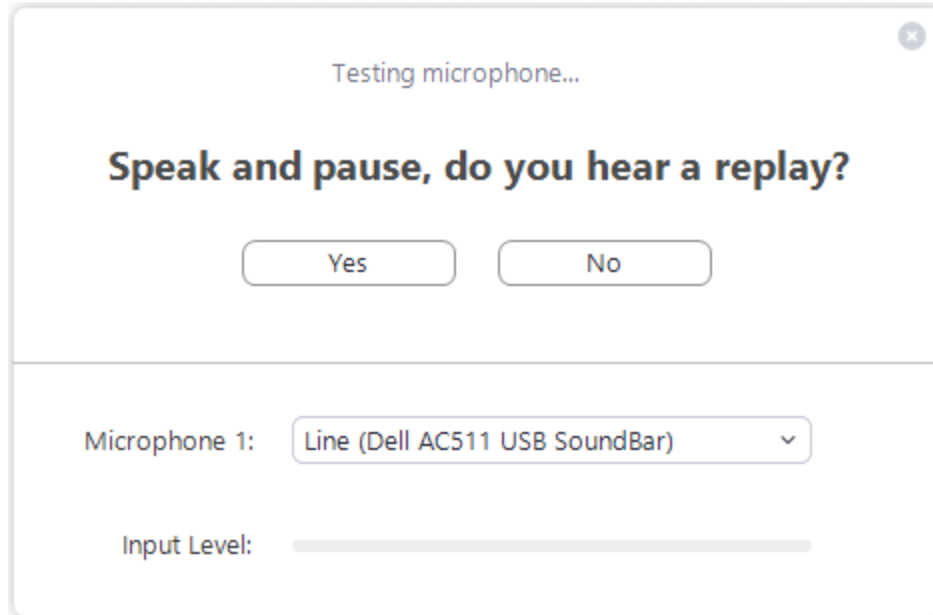 Testing microphone...
Speak and pause, do you hear a replay?
Yes
No
Microphone 1:
Line (Dell AC511 USB SoundBar)
Input Level: